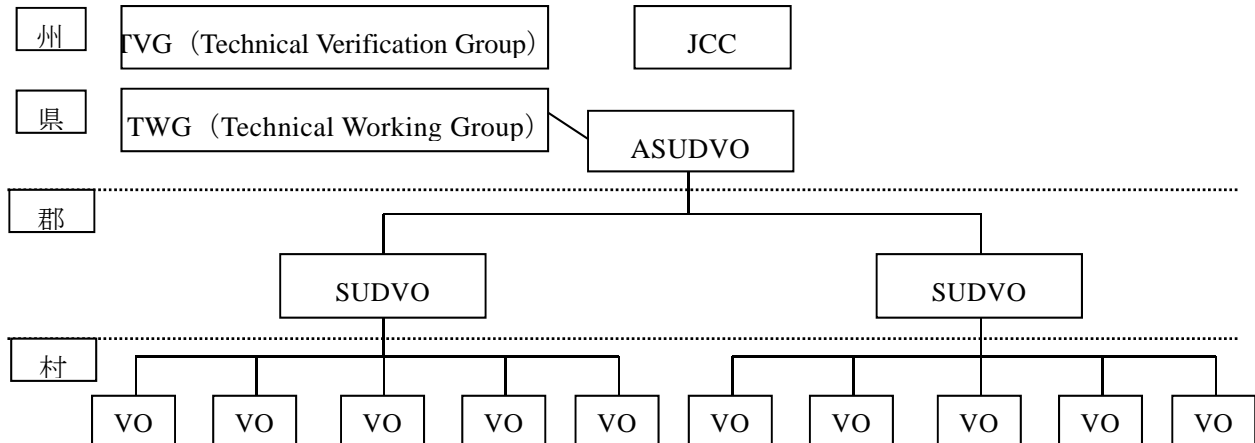 州
TVG（Technical Verification Group）
JCC
県
TWG（Technical Working Group）
ASUDVO
郡
SUDVO
SUDVO
村
VO
VO
VO
VO
VO
VO
VO
VO
VO
VO